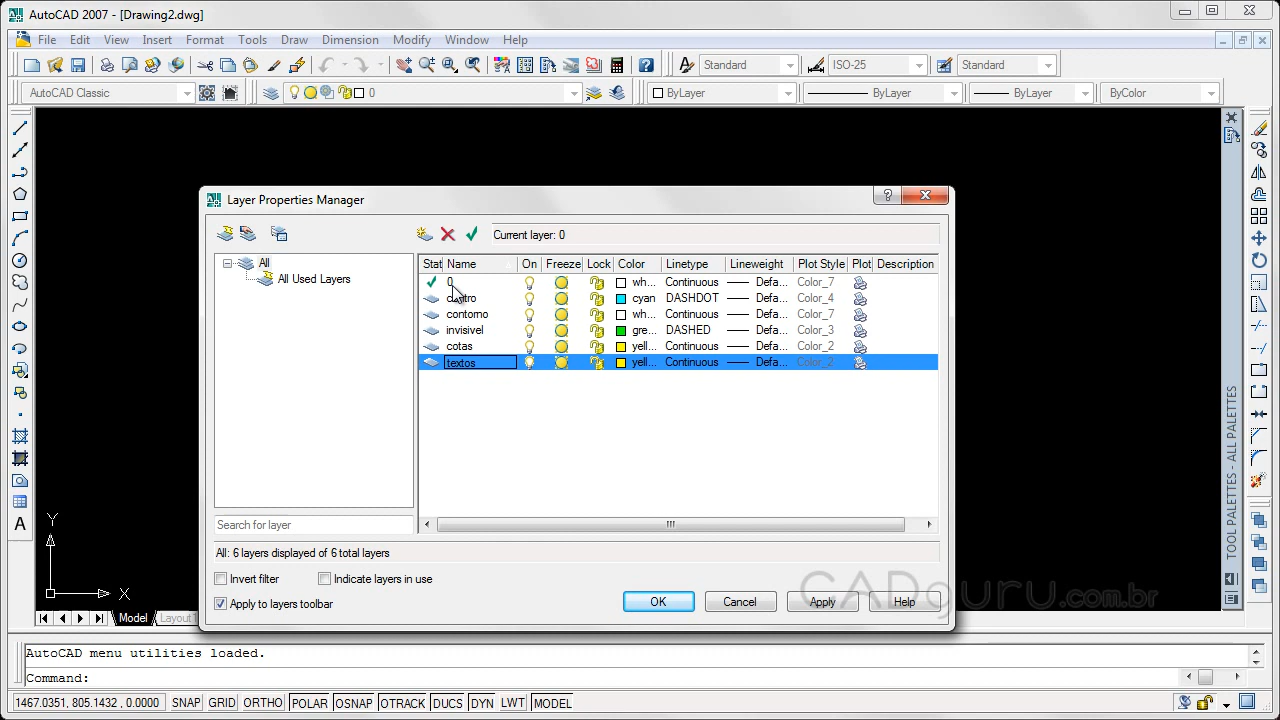 AutoCAD 2007 - [Drawing2.dwg]
File Edit View Insert Format Tools Draw Dimension Modify Window Help
Standard ISO-25 Standard
AutoCAD Classic 0 ByLayer ByLayer ByLayer ByColor
Layer Properties Manager
Current layer: 0
All
All Used Layers
Stat Name On Freeze Lock Color Linetype Lineweight Plot Style Plot Description
0 wh... Continuous Defa... Color_7
cyan DASHDOT Defa... Color_4
contorno wh... Continuous Defa... Color_7
invisivel gre... DASHED Defa... Color_3
cotas yell... Continuous Defa... Color_2
textos yell... Continuous Defa... Color_2
Search for layer
All: 6 layers displayed of 6 total layers
Invert filter Indicate layers in use
Apply to layers toolbar
OK Cancel Apply Help
CADguru.com.br
TOOL PALETTES - ALL PALETTES
Y
X
A
Model Layout
AutoCAD menu utilities loaded.
Command:
1467.0351, 805.1432, 0.0000 SNAP GRID ORTHO POLAR OSNAP OTRACK DUCS DYN LWT MODEL